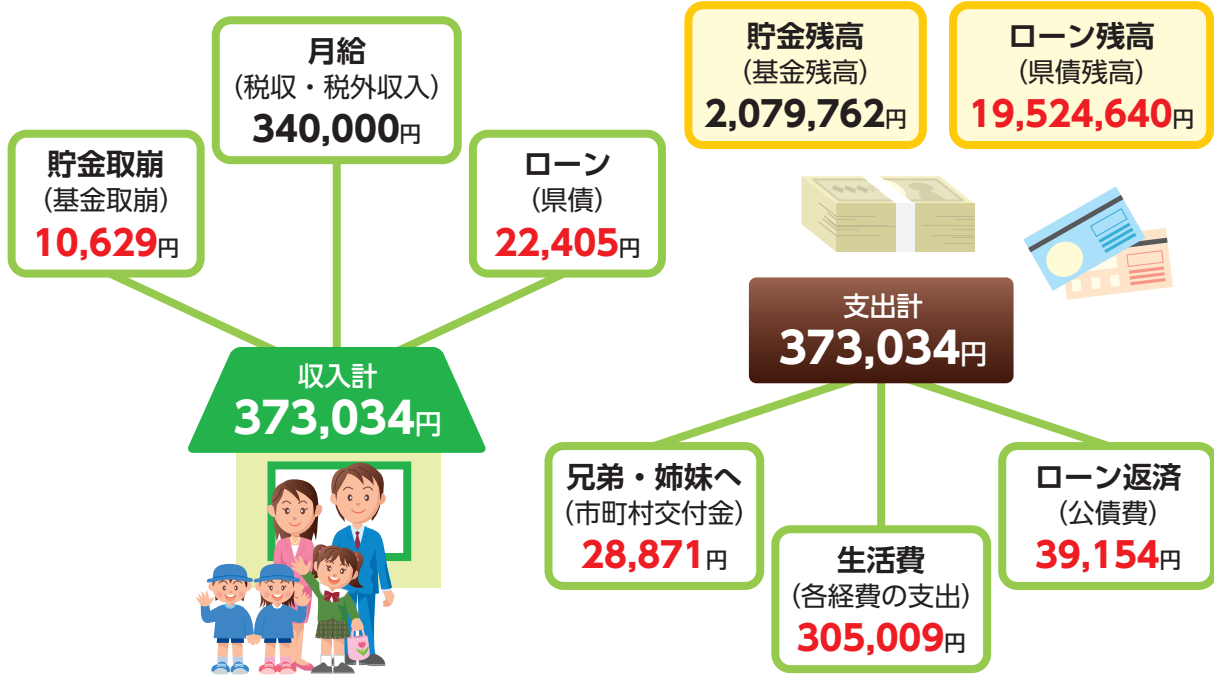 月給
(税収・税外収入)
340,000円
貯金取崩
(基金取崩)
10,629円
ローン
(県債)
22,405円
収入計
373,034円
貯金残高
(基金残高)
2,079,762円
ローン残高
(県債残高)
19,524,640円
支出計
373,034円
兄弟・姉妹へ
(市町村交付金)
28,871円
生活費
(各経費の支出)
305,009円
ローン返済
(公債費)
39,154円